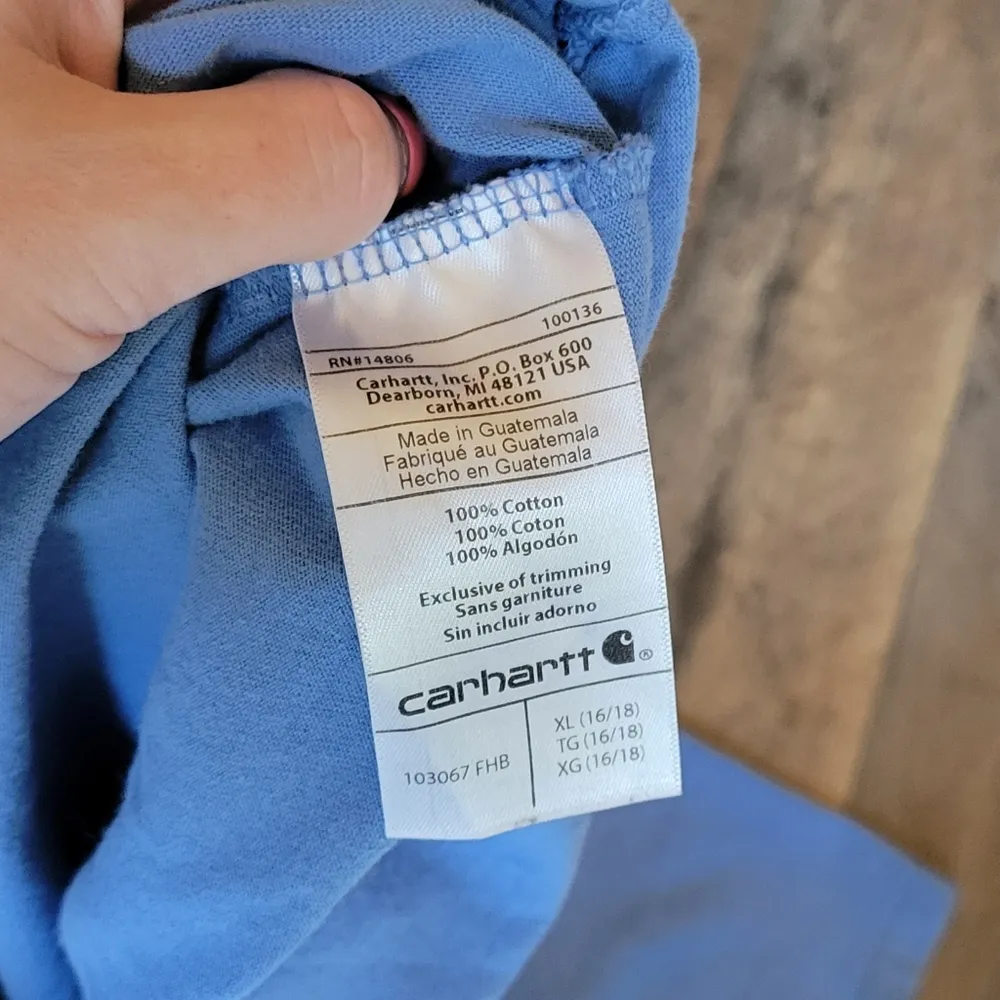 100136
RN#14806
Carhartt, Inc. P.O. Box 600
Dearborn, MI 48121 USA
carhartt.com
Made in Guatemala
Fabriqué au Guatemala
Hecho en Guatemala
100% Cotton
100% Coton
100% Algodón
Exclusive of trimming
Sans garniture
Sin incluir adorno
carhartt ®
103067 FHB
XL (16/18)
TG (16/18)
XG (16/18)